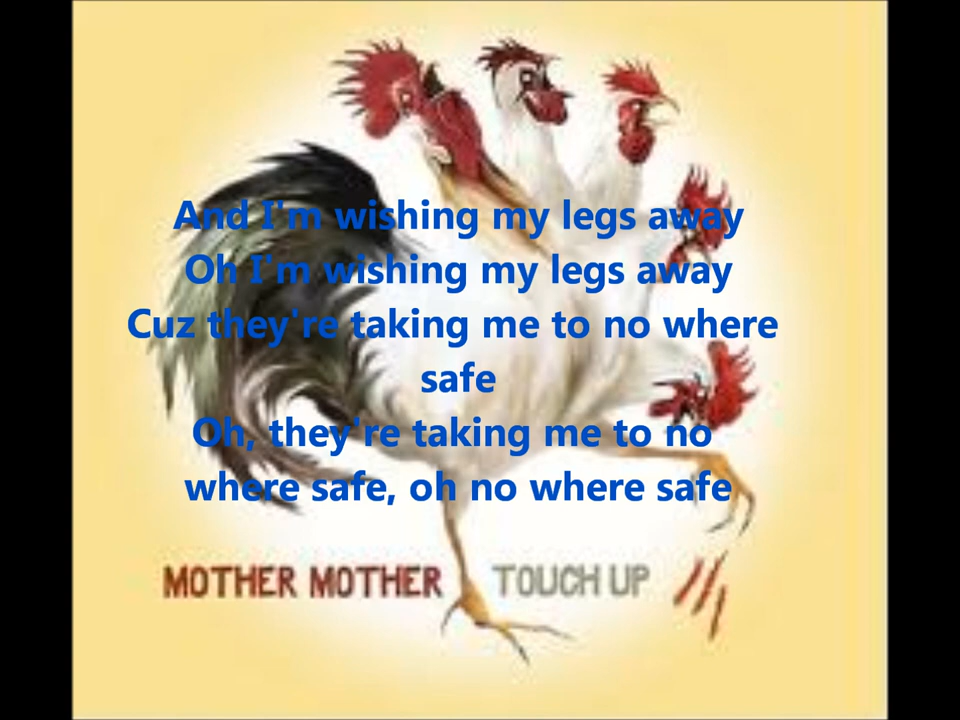 And I'm wishing my legs away
Oh I'm wishing my legs away
Cuz they're taking me to no where
safe
Oh, they're taking me to no
where safe, oh no where safe
MOTHER MOTHER TOUCH UP